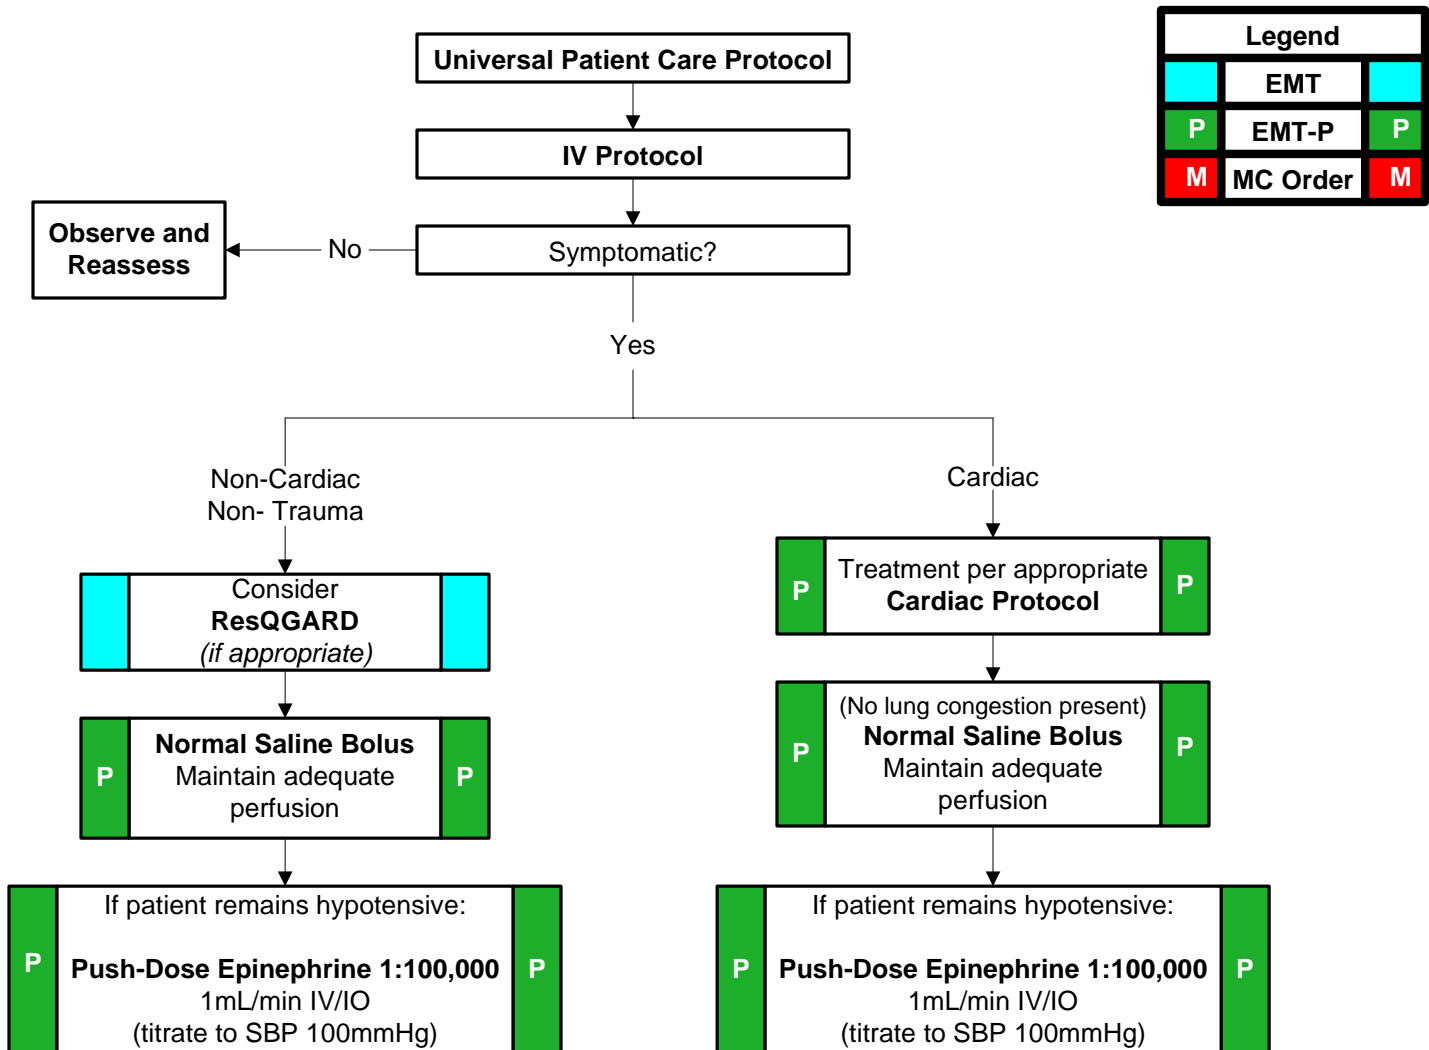 Universal Patient Care Protocol
Legend
EMT
P EMT-P P
M MC Order M
IV Protocol
Observe and
Reassess
No
Symptomatic?
Yes
Non-Cardiac
Non- Trauma
Consider
ResQGARD
(if appropriate)
P P
Normal Saline Bolus
Maintain adequate
perfusion
P P
If patient remains hypotensive:
Push-Dose Epinephrine 1:100,000
1mL/min IV/IO
(titrate to SBP 100mmHg)
Cardiac
P P
Treatment per appropriate
Cardiac Protocol
P P
(No lung congestion present)
Normal Saline Bolus
Maintain adequate
perfusion
P P
If patient remains hypotensive:
Push-Dose Epinephrine 1:100,000
1mL/min IV/IO
(titrate to SBP 100mmHg)